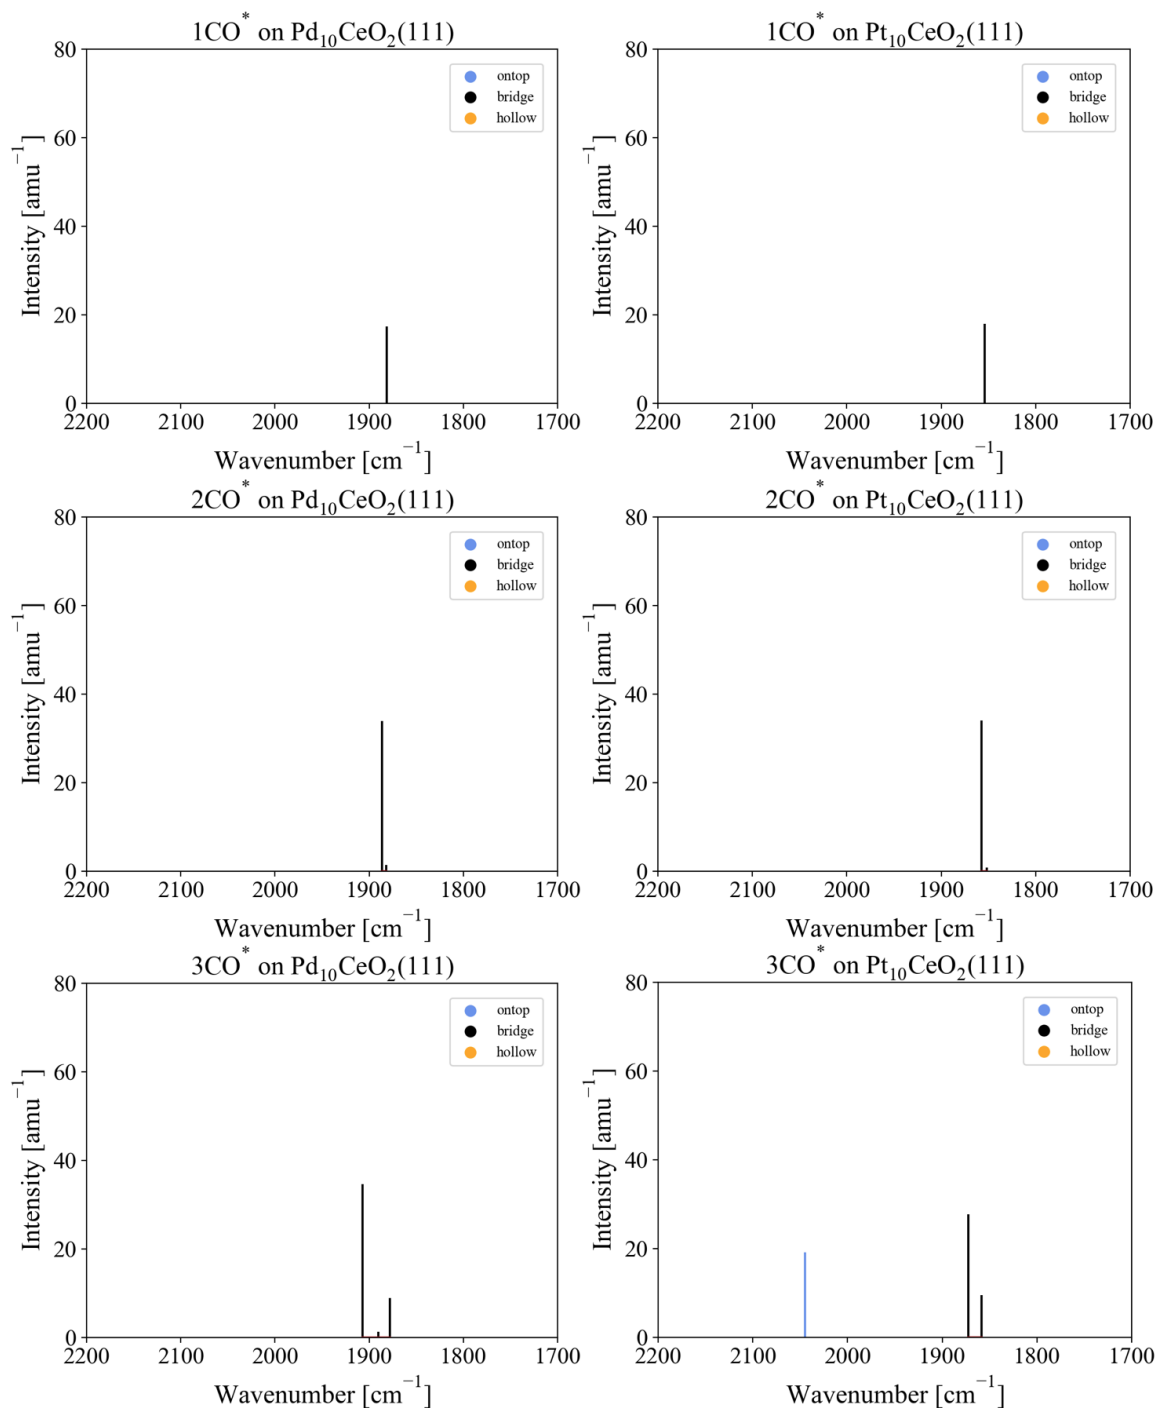 1CO* on Pd10CeO2(111)
80
60
40
20
0
Intensity [amu−1]
ontop
bridge
hollow
2200 2100 2000 1900 1800 1700
Wavenumber [cm−1]
1CO* on Pt10CeO2(111)
80
60
40
20
0
Intensity [amu−1]
ontop
bridge
hollow
2200 2100 2000 1900 1800 1700
Wavenumber [cm−1]
2CO* on Pd10CeO2(111)
80
60
40
20
0
Intensity [amu−1]
ontop
bridge
hollow
2200 2100 2000 1900 1800 1700
Wavenumber [cm−1]
2CO* on Pt10CeO2(111)
80
60
40
20
0
Intensity [amu−1]
ontop
bridge
hollow
2200 2100 2000 1900 1800 1700
Wavenumber [cm−1]
3CO* on Pd10CeO2(111)
80
60
40
20
0
Intensity [amu−1]
ontop
bridge
hollow
2200 2100 2000 1900 1800 1700
Wavenumber [cm−1]
3CO* on Pt10CeO2(111)
80
60
40
20
0
Intensity [amu−1]
ontop
bridge
hollow
2200 2100 2000 1900 1800 1700
Wavenumber [cm−1]